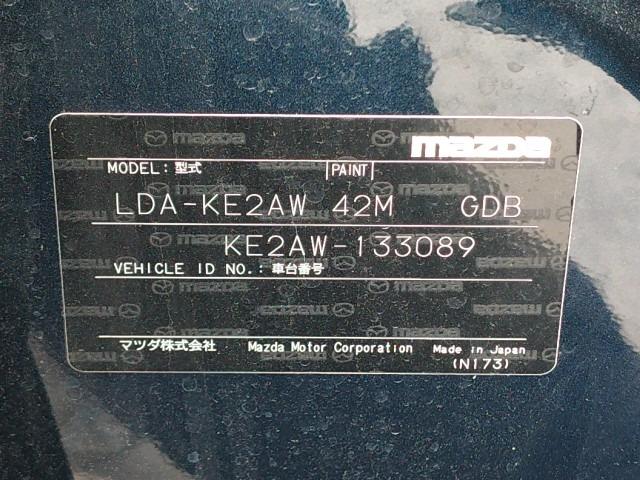 mazda
MODEL: 型式 PAINT
LDA-KE2AW 42M GDB
KE2AW-133089
VEHICLE ID NO.: 車台番号
マツダ株式会社 Mazda Motor Corporation Made in Japan
(N173)